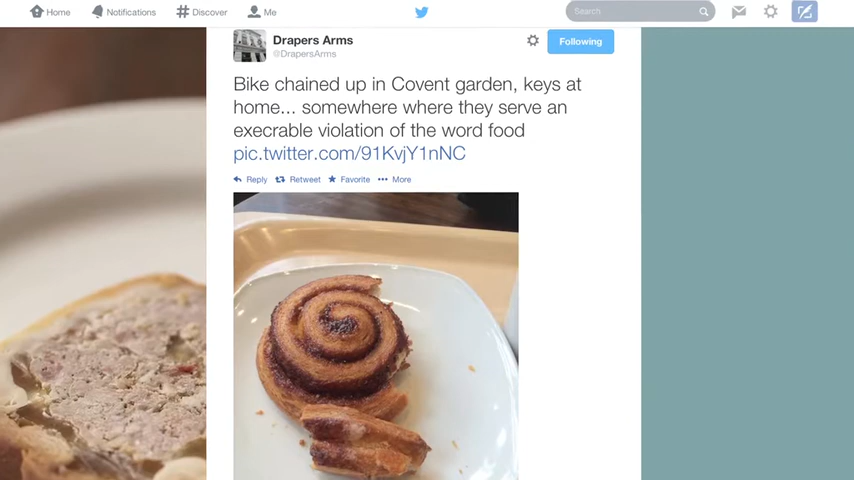 Home Notifications Discover Me Search
Drapers Arms
@DrapersArms
Following
Bike chained up in Covent garden, keys at
home... somewhere where they serve an
execrable violation of the word food
pic.twitter.com/91KvjY1nNC
Reply Retweet Favorite More